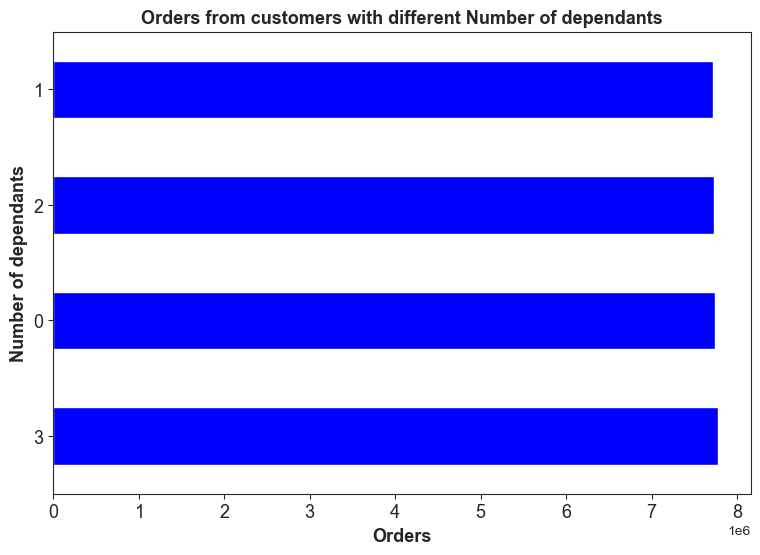 Orders from customers with different Number of dependants
Number of dependants
1
2
0
3
0 1 2 3 4 5 6 7 8
1e6
Orders